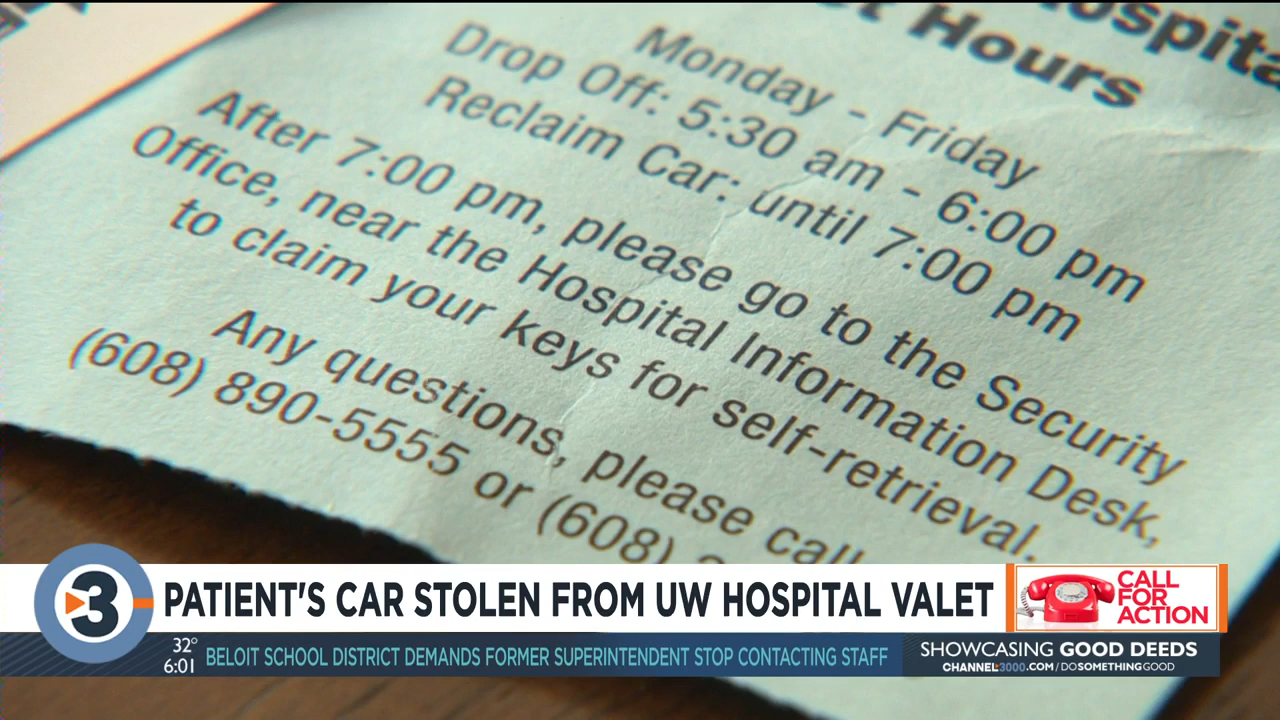 Hospita
Hours
Monday - Friday
Drop Off: 5:30 am - 6:00 pm
Reclaim Car: until 7:00 pm
After 7:00 pm, please go to the Security
Office, near the Hospital Information Desk,
to claim your keys for self-retrieval.
Any questions, please call
(608) 890-5555 or (608)
3
PATIENT'S CAR STOLEN FROM UW HOSPITAL VALET
CALL
FOR
ACTION
32°
6:01
BELOIT SCHOOL DISTRICT DEMANDS FORMER SUPERINTENDENT STOP CONTACTING STAFF
SHOWCASING GOOD DEEDS
CHANNEL3000.COM/DOSOMETHINGGOOD